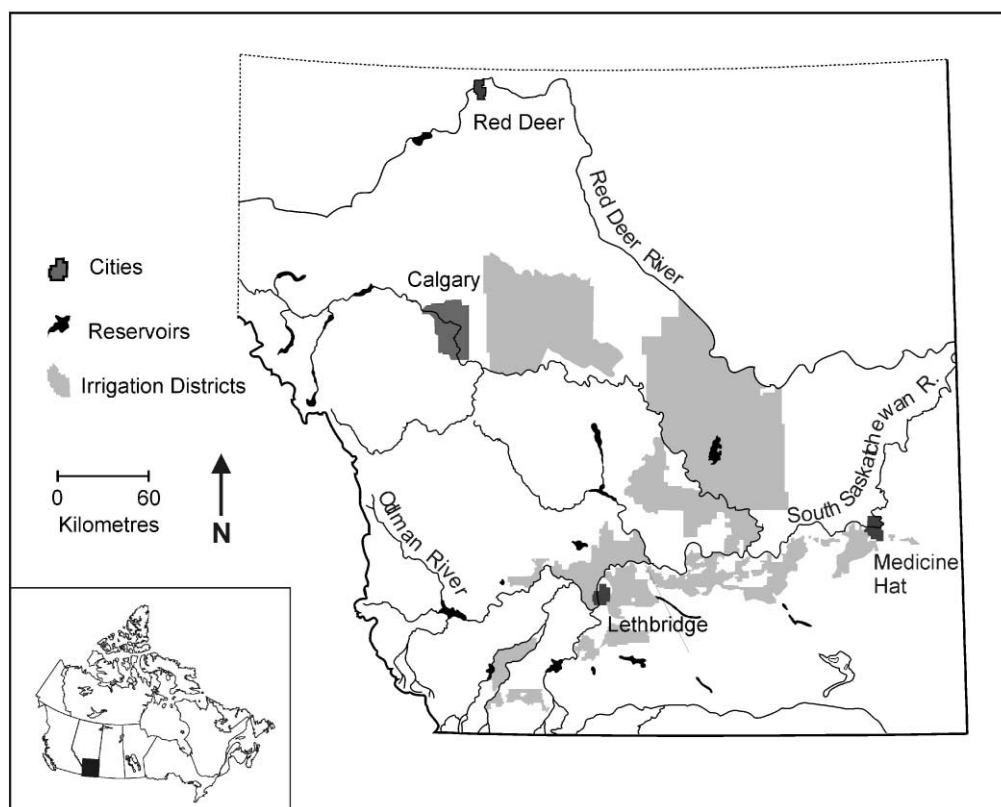 Red Deer
Red Deer River
Calgary
Cities
Reservoirs
Irrigation Districts
0 60
Kilometres
N
Oldman River
South Saskatchewan R.
Medicine
Hat
Lethbridge